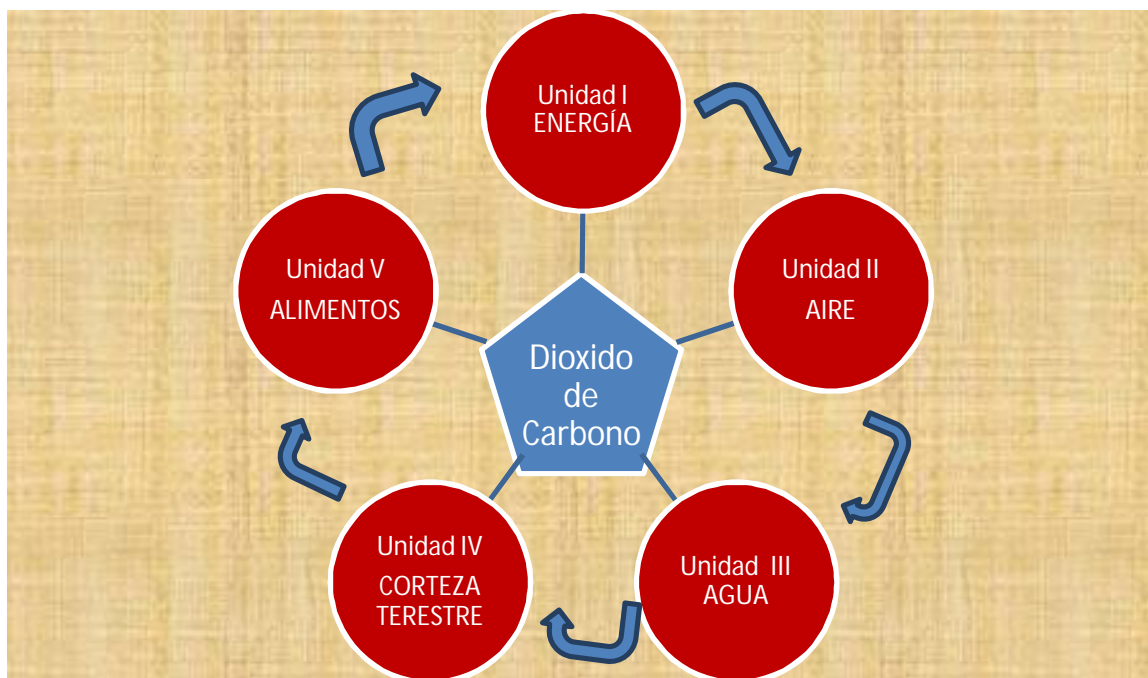 Unidad I
ENERGÍA
Unidad II
AIRE
Unidad III
AGUA
Unidad IV
CORTEZA
TERESTRE
Unidad V
ALIMENTOS
Dioxido
de
Carbono